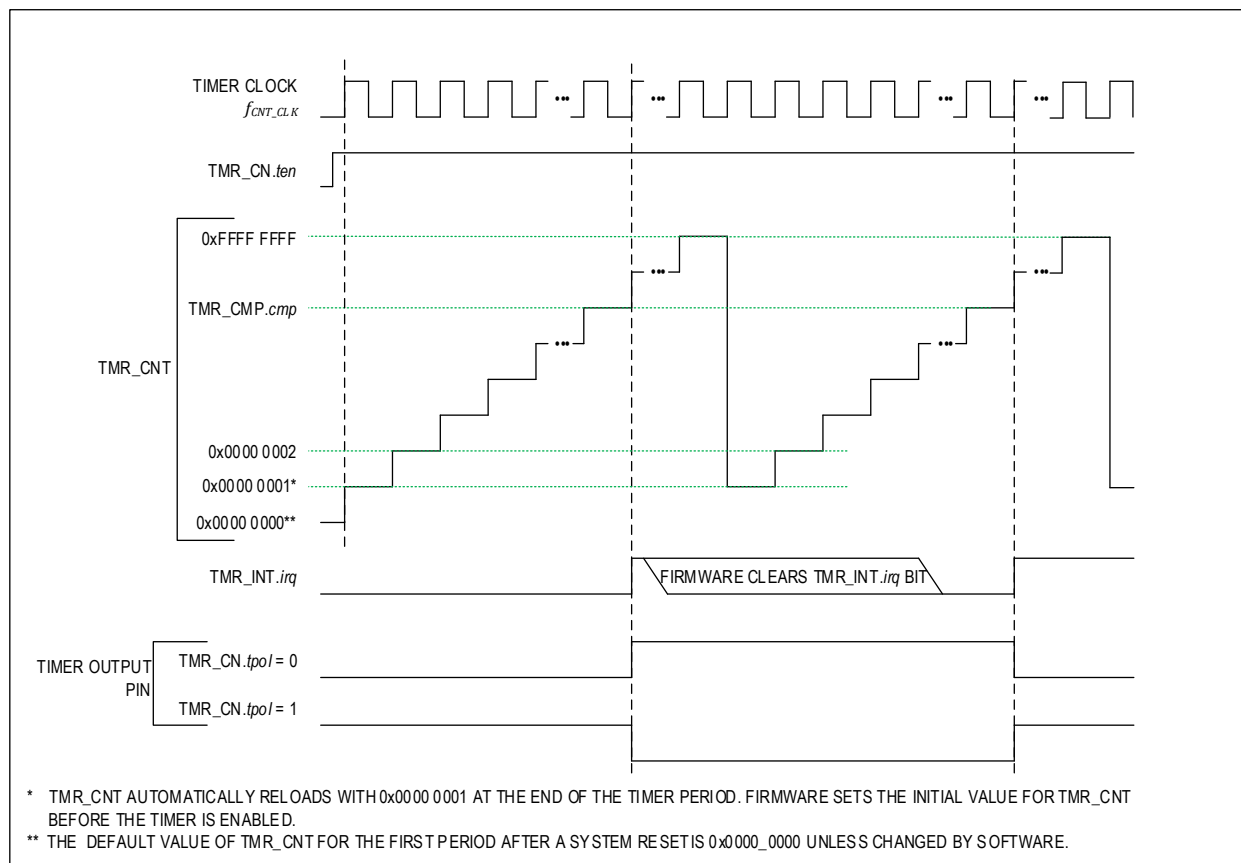 TIMER CLOCK
fCNT_CLK
...
...
...
...
TMR_CN.ten
0xFFFF FFFF
...
...
TMR_CMP.cmp
...
...
TMR_CNT
0x0000 0002
0x0000 0001*
0x0000 0000**
TMR_INT.irq
FIRMWARE CLEARS TMR_INT.irq BIT
TIMER OUTPUT
PIN
TMR_CN.tpol = 0
TMR_CN.tpol = 1
* TMR_CNT AUTOMATICALLY RELOADS WITH 0x0000 0001 AT THE END OF THE TIMER PERIOD. FIRMWARE SETS THE INITIAL VALUE FOR TMR_CNT
BEFORE THE TIMER IS ENABLED.
** THE DEFAULT VALUE OF TMR_CNT FOR THE FIRST PERIOD AFTER A SYSTEM RESET IS 0x0000_0000 UNLESS CHANGED BY SOFTWARE.